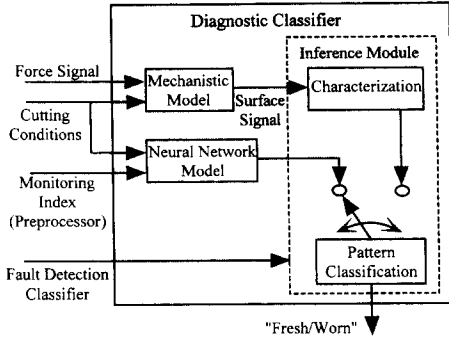 Diagnostic Classifier
Inference Module
Force Signal
Mechanistic
Model
Characterization
Surface
Signal
Cutting
Conditions
Neural Network
Model
Monitoring
Index
(Preprocessor)
Pattern
Classification
Fault Detection
Classifier
"Fresh/Worn"